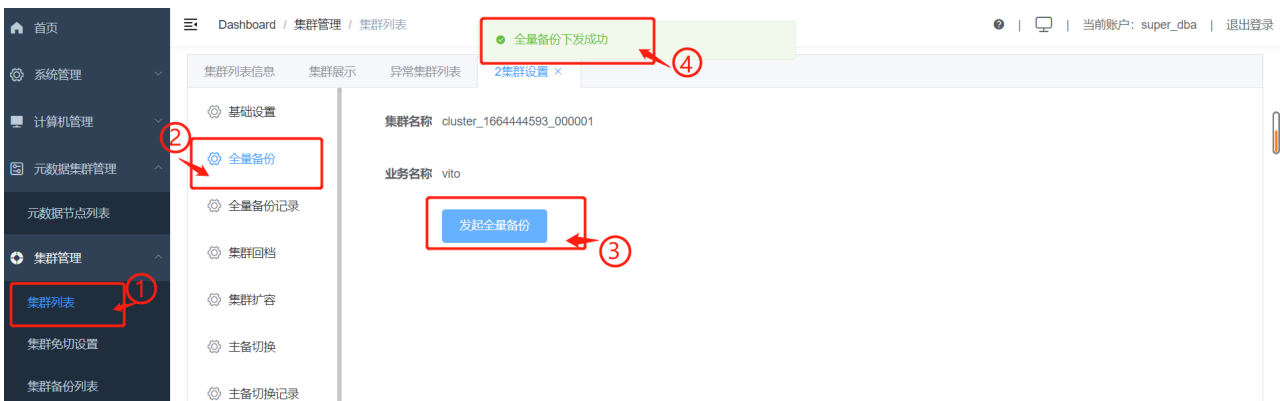 首页
系统管理
计算机管理
元数据集群管理
元数据节点列表
集群管理
集群列表
①
集群免切设置
集群备份列表
Dashboard / 集群管理 / 集群列表
全量备份下发成功
④
| | 当前账户: super_dba | 退出登录
集群列表信息 集群展示 异常集群列表 2集群设置 ×
基础设置
②
全量备份
全量备份记录
集群回档
集群扩容
主备切换
主备切换记录
集群名称 cluster_1664444593_000001
业务名称 vito
发起全量备份
③